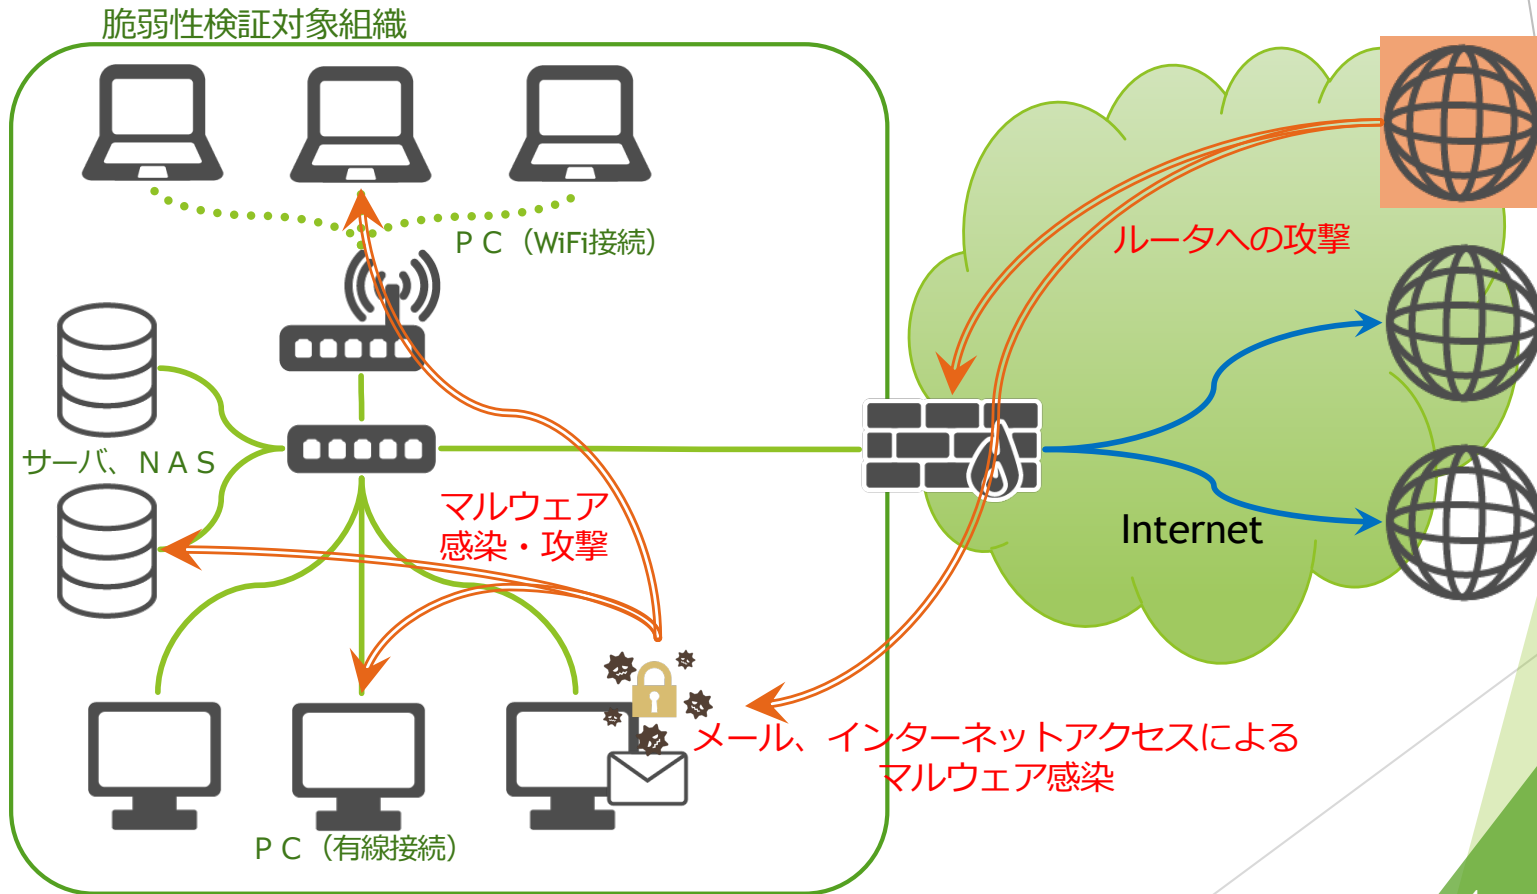 脆弱性検証対象組織
PC(WiFi接続)
ルータへの攻撃
サーバ、NAS
マルウェア
感染・攻撃
Internet
メール、インターネットアクセスによる
マルウェア感染
PC(有線接続)